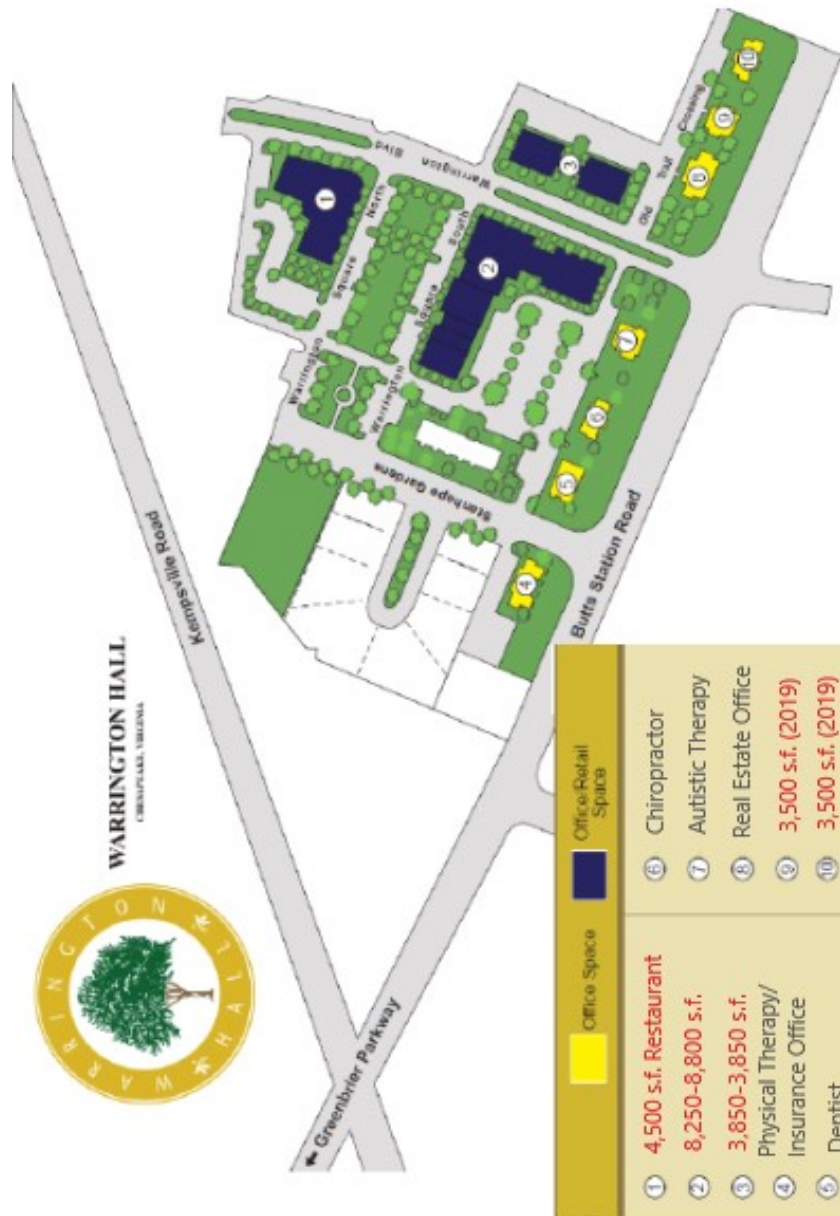 WARRINGTON HALL
WARRINGTON HALL
CHESAPEAKE, VIRGINIA
Kempsville Road
Greenbrier Parkway
Butts Station Road
Stanhape Gardens
Warrington Square North
Warrington Square South
Warrington Blvd
Old Trail Crossing
1
2
3
4
5
6
7
8
9
10
Office Space
Office/Retail
Space
1 4,500 s.f. Restaurant
2 8,250-8,800 s.f.
3 3,850-3,850 s.f.
4 Physical Therapy/
Insurance Office
5 Dentist
6 Chiropractor
7 Autistic Therapy
8 Real Estate Office
9 3,500 s.f. (2019)
10 3,500 s.f. (2019)